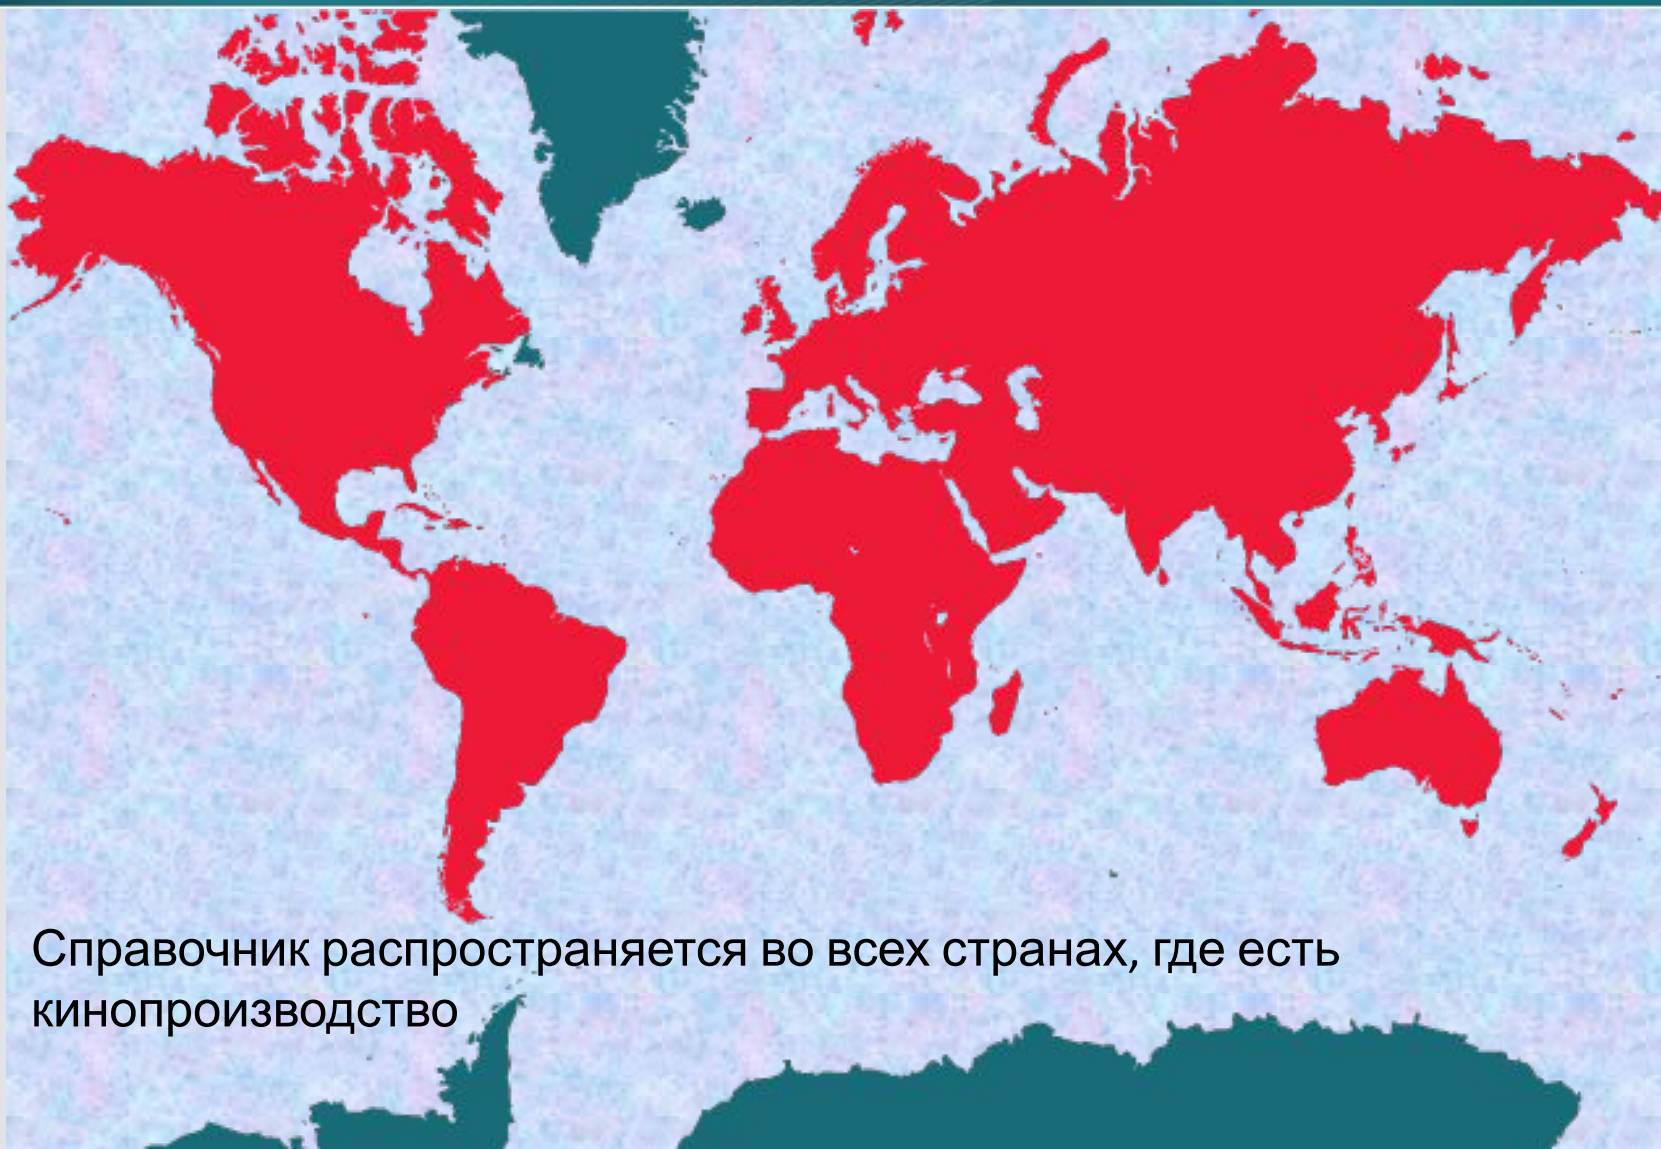 Справочник распространяется во всех странах, где есть
кинопроизводство